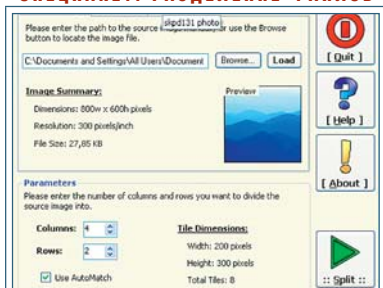 slipd131 photo
Please enter the path to the source image manually or use the Browse
button to locate the image file.
C:\Documents and Settings\All Users\Document
Browse...
Load
[ Quit ]
Image Summary:
Preview
Dimensions: 800w x 600h pixels
Resolution: 300 pixels/inch
File Size: 27,85 KB
[ Help ]
[ About ]
Parameters
Please enter the number of columns and rows you want to divide the
source image into.
Columns: 4
Rows: 2
Use AutoMatch
Tile Dimensions:
Width: 200 pixels
Height: 300 pixels
Total Tiles: 8
:: Split ::